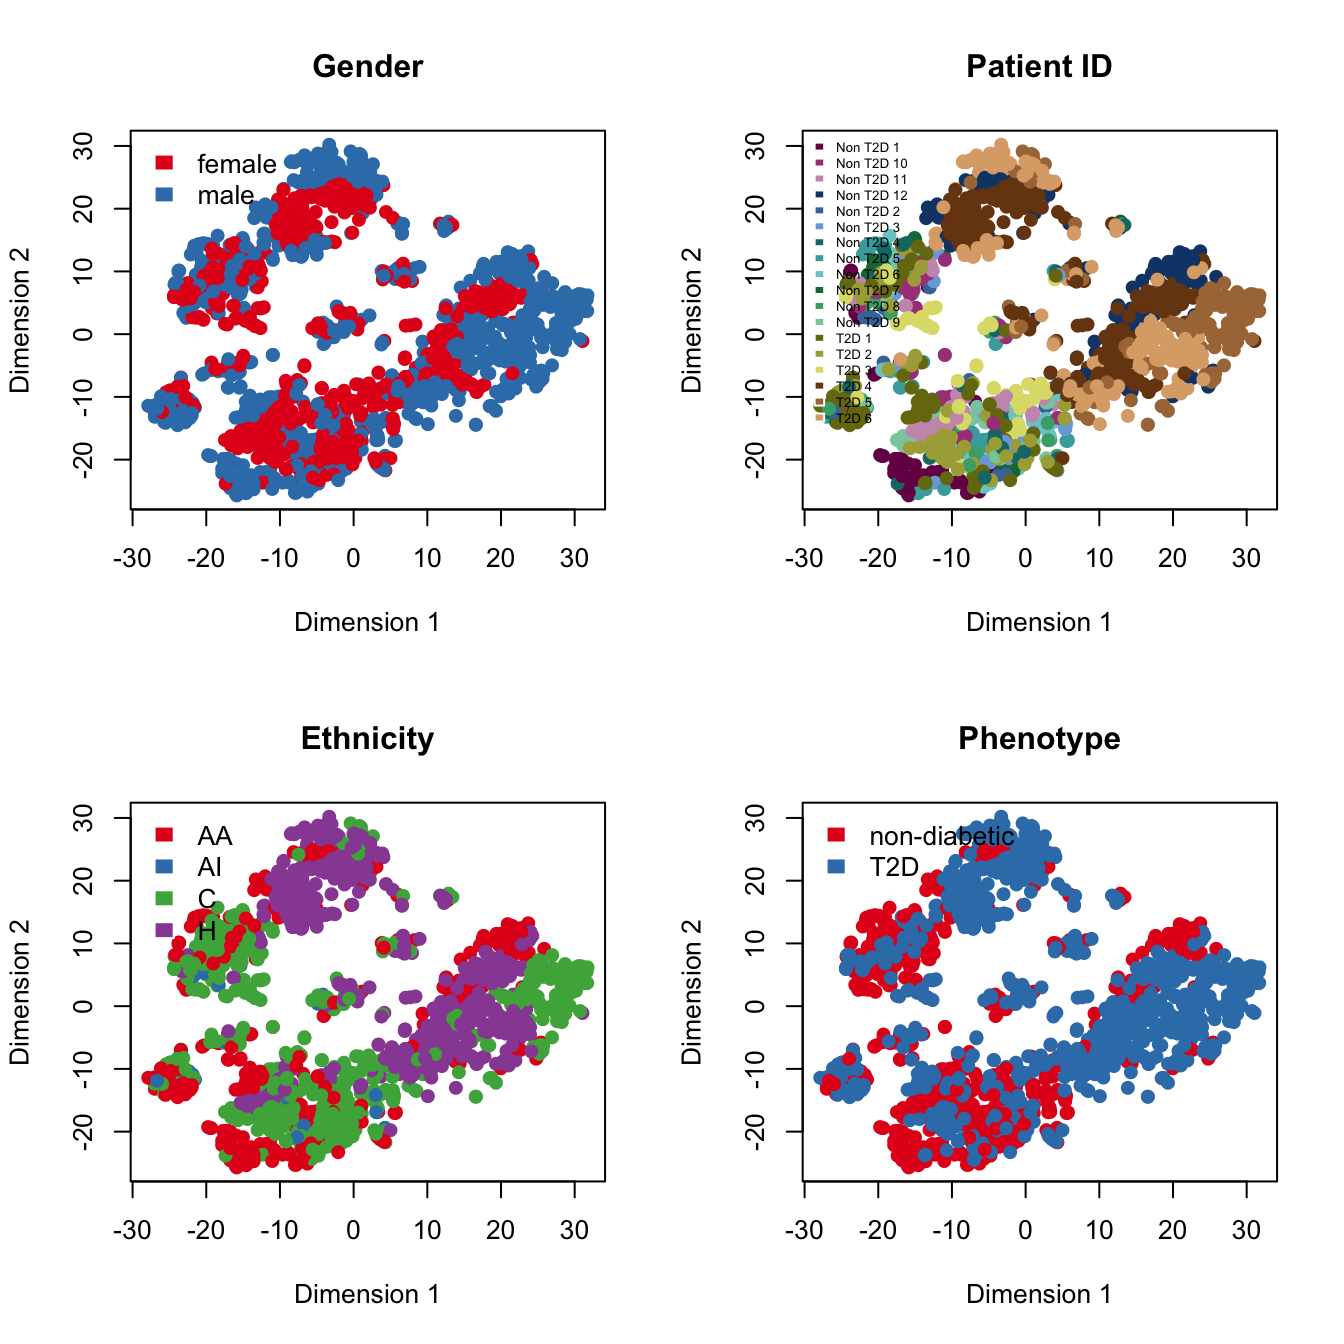 Gender
female
male
30
20
10
0
-10
-20
Dimension 2
-30 -20 -10 0 10 20 30
Dimension 1
Patient ID
Non T2D 1
Non T2D 10
Non T2D 11
Non T2D 12
Non T2D 2
Non T2D 3
Non T2D 4
Non T2D 5
Non T2D 6
Non T2D 7
Non T2D 8
Non T2D 9
T2D 1
T2D 2
T2D 3
T2D 4
T2D 5
T2D 6
30
20
10
0
-10
-20
Dimension 2
-30 -20 -10 0 10 20 30
Dimension 1
Ethnicity
AA
AI
C
H
30
20
10
0
-10
-20
Dimension 2
-30 -20 -10 0 10 20 30
Dimension 1
Phenotype
non-diabetic
T2D
30
20
10
0
-10
-20
Dimension 2
-30 -20 -10 0 10 20 30
Dimension 1